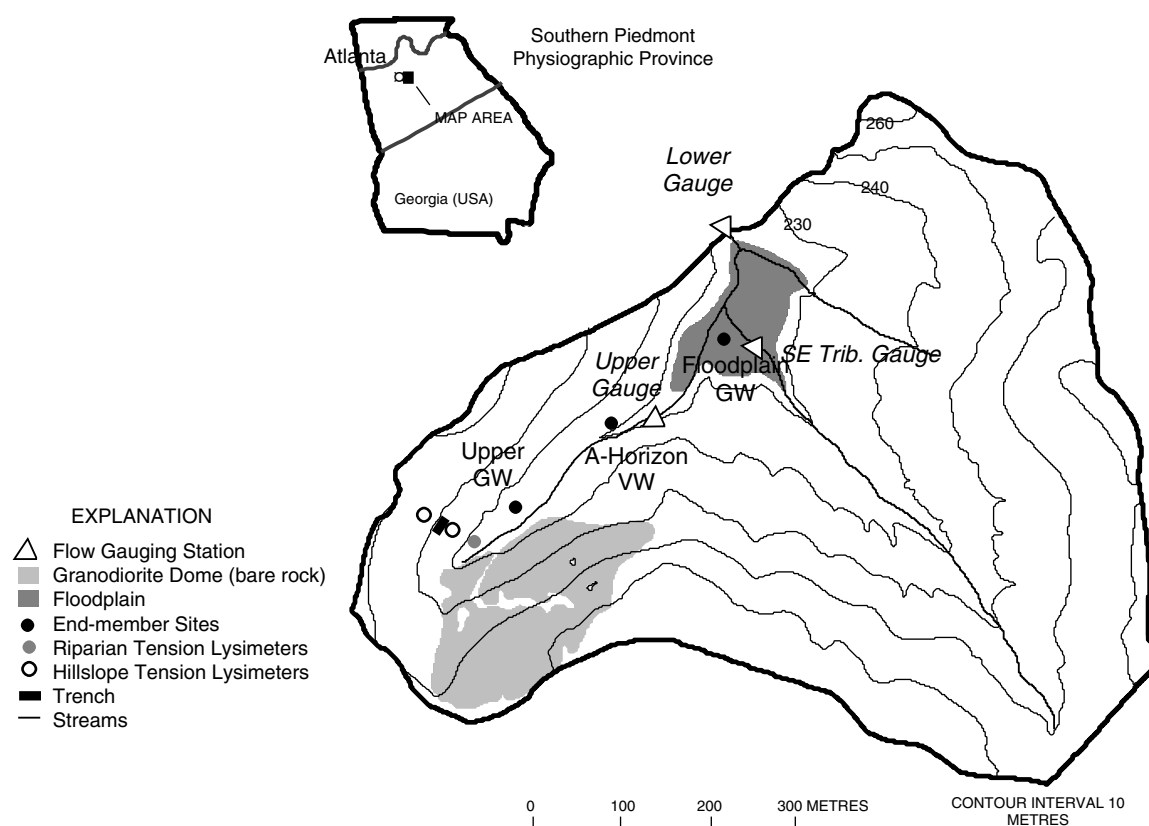 Southern Piedmont
Physiographic Province
Atlanta
MAP AREA
Georgia (USA)
260
Lower
Gauge
240
230
Upper
Gauge
SE Trib. Gauge
Floodplain
GW
Upper
GW
A-Horizon
VW
EXPLANATION
Flow Gauging Station
Granodiorite Dome (bare rock)
Floodplain
End-member Sites
Riparian Tension Lysimeters
Hillslope Tension Lysimeters
Trench
Streams
0 100 200 300 METRES
CONTOUR INTERVAL 10
METRES